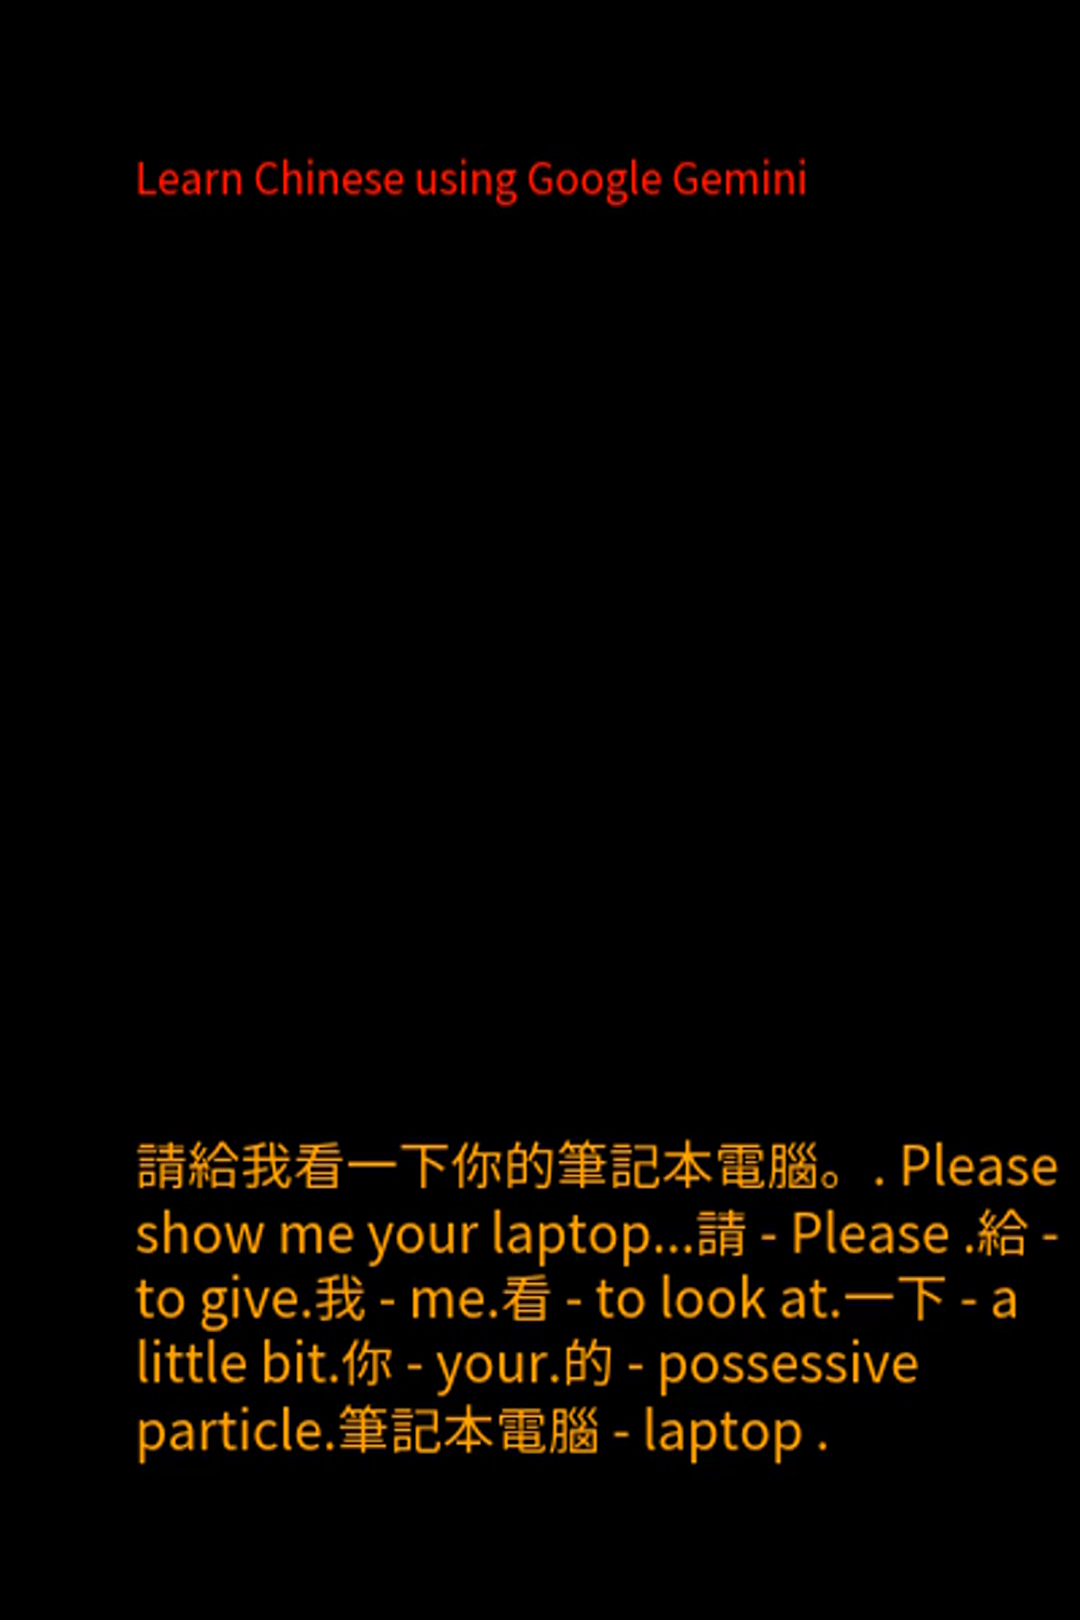 Learn Chinese using Google Gemini
請給我看一下你的筆記本電腦。. Please
show me your laptop...請 - Please .給 -
to give.我 - me.看 - to look at.一下 - a
little bit.你 - your.的 - possessive
particle.筆記本電腦 - laptop .